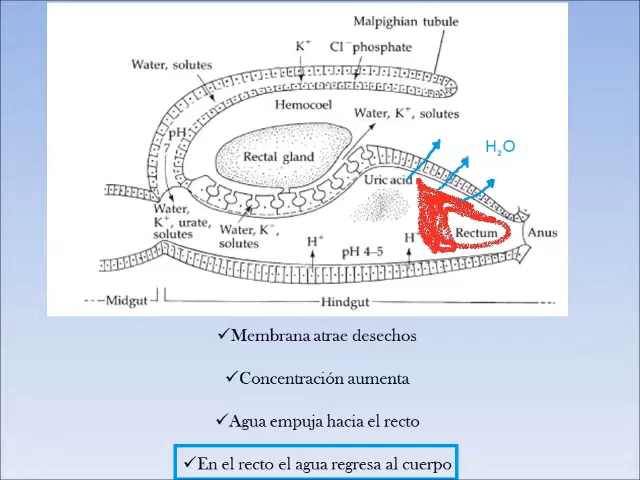 Malpighian tubule
K+ Cl- phosphate
Water, solutes
Hemocoel
Water, K+, solutes
pH
7
H2O
Rectal gland
Uric acid
Water,
K+, urate,
solutes
Water, K+,
solutes
H+
pH 4–5
H+
Rectum
Anus
Midgut
Hindgut
✓Membrana atrae desechos
✓Concentración aumenta
✓Agua empuja hacia el recto
✓En el recto el agua regresa al cuerpo